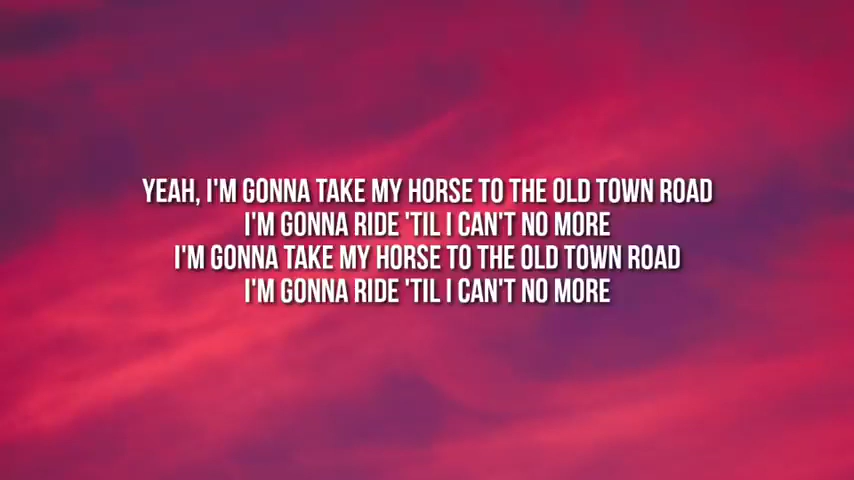 YEAH, I'M GONNA TAKE MY HORSE TO THE OLD TOWN ROAD
I'M GONNA RIDE 'TIL I CAN'T NO MORE
I'M GONNA TAKE MY HORSE TO THE OLD TOWN ROAD
I'M GONNA RIDE 'TIL I CAN'T NO MORE